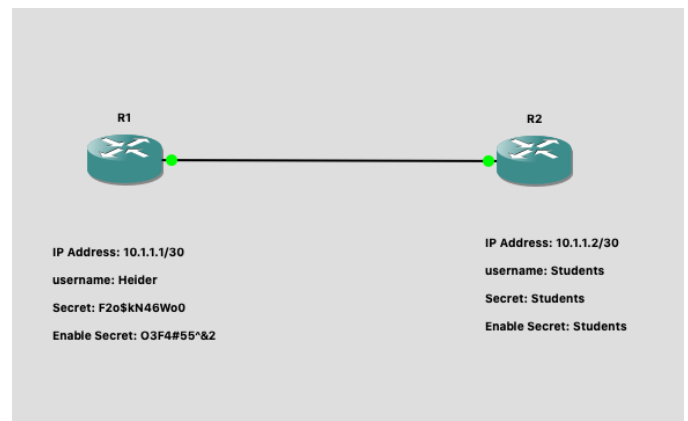 R1
IP Address: 10.1.1.1/30
username: Heider
Secret: F2o$kN46Wo0
Enable Secret: O3F4#55^&2
R2
IP Address: 10.1.1.2/30
username: Students
Secret: Students
Enable Secret: Students